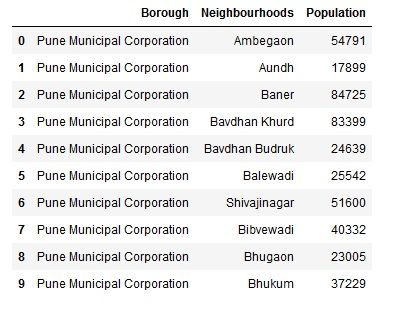 Borough Neighbourhoods Population
0 Pune Municipal Corporation Ambegaon 54791
1 Pune Municipal Corporation Aundh 17899
2 Pune Municipal Corporation Baner 84725
3 Pune Municipal Corporation Bavdhan Khurd 83399
4 Pune Municipal Corporation Bavdhan Budruk 24639
5 Pune Municipal Corporation Balewadi 25542
6 Pune Municipal Corporation Shivajinagar 51600
7 Pune Municipal Corporation Bibvewadi 40332
8 Pune Municipal Corporation Bhugaon 23005
9 Pune Municipal Corporation Bhukum 37229